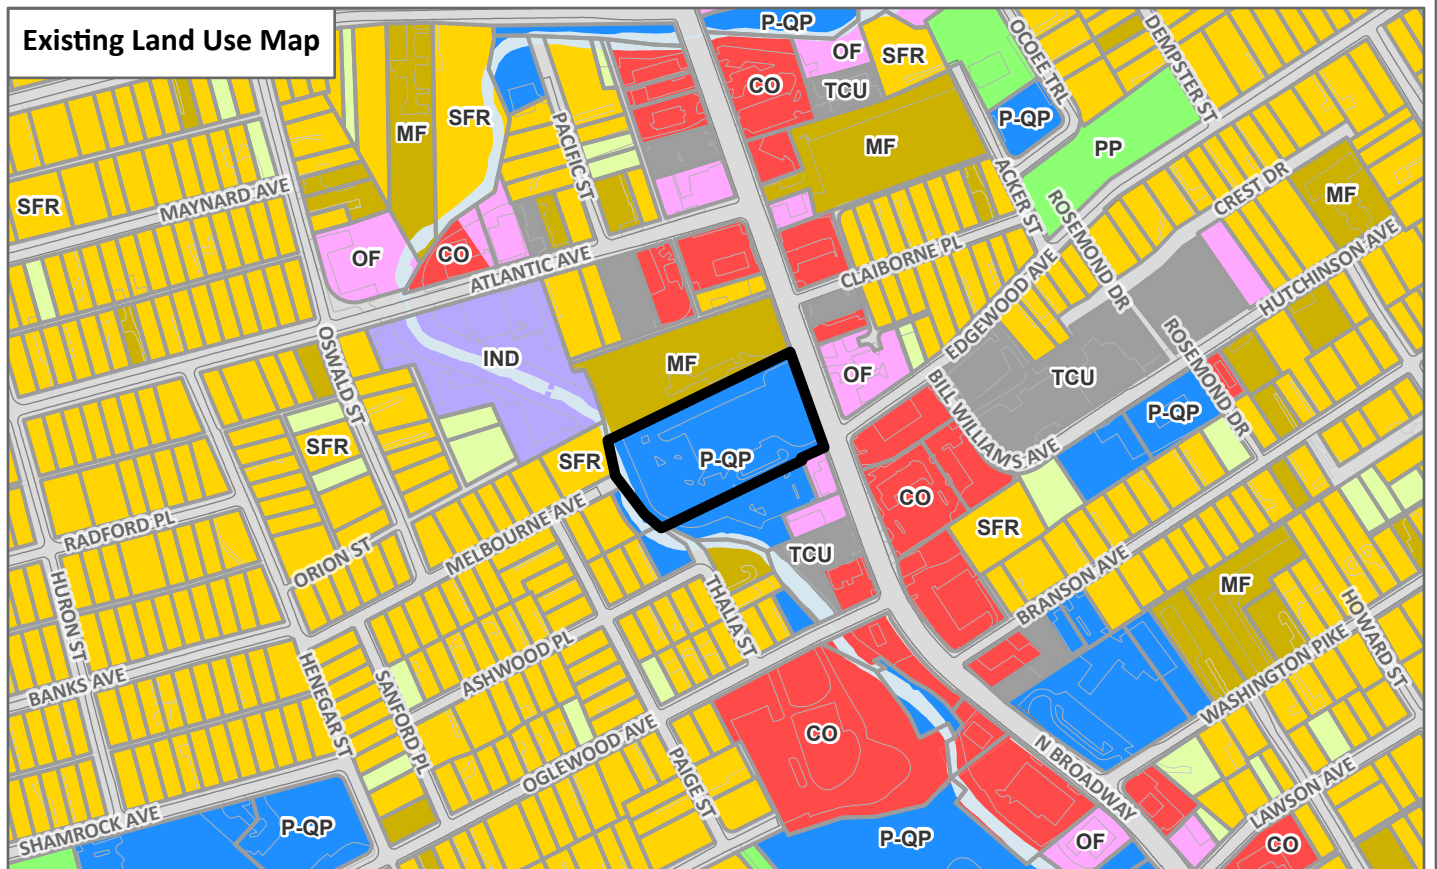 Existing Land Use Map
P-QP
OF
SFR
CO
TCU
OCOEE TRL
DEMPSTER ST
P-QP
MF
SFR
PACIFIC ST
MF
PP
ACKER ST
CREST DR
MF
SFR
MAYNARD AVE
ROSEMOND DR
HUTCHINSON AVE
OF
CO
ATLANTIC AVE
CLAIBORNE PL
EDGEWOOD AVE
OSWALD ST
IND
MF
OF
BILL WILLIAMS AVE
TCU
ROSEMOND DR
P-QP
SFR
SFR
P-QP
CO
SFR
RADFORD PL
ORION ST
MELBOURNE AVE
TCU
HURON ST
THALIA ST
BRANSON AVE
MF
HOWARD ST
BANKS AVE
HENEGAR ST
SANFORD PL
ASHWOOD PL
WASHINGTON PIKE
OGLEWOOD AVE
PAIGE ST
CO
N BROADWAY
LAWSON AVE
SHAMROCK AVE
P-QP
P-QP
OF
CO